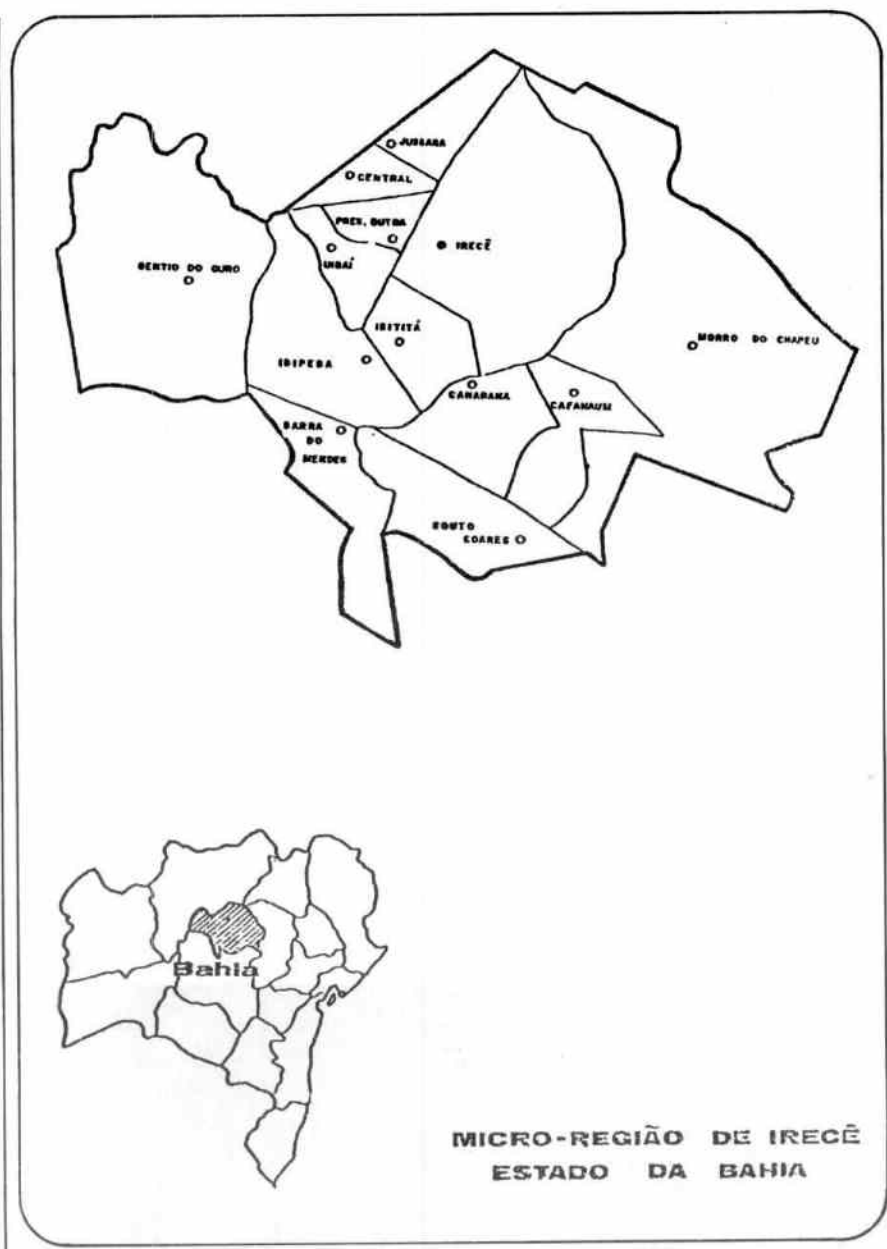 JUSSARA
CENTRAL
PRES. DUTRA
IRECÊ
UIBAÍ
GENTIO DO OURO
IBITITÁ
MORRO DO CHAPEU
IBIPEBA
CANARANA
CAFARNAUM
BARRA
DO
MENDES
SOUTO
SOARES
Bahia
MICRO-REGIÃO DE IRECÊ
ESTADO DA BAHIA